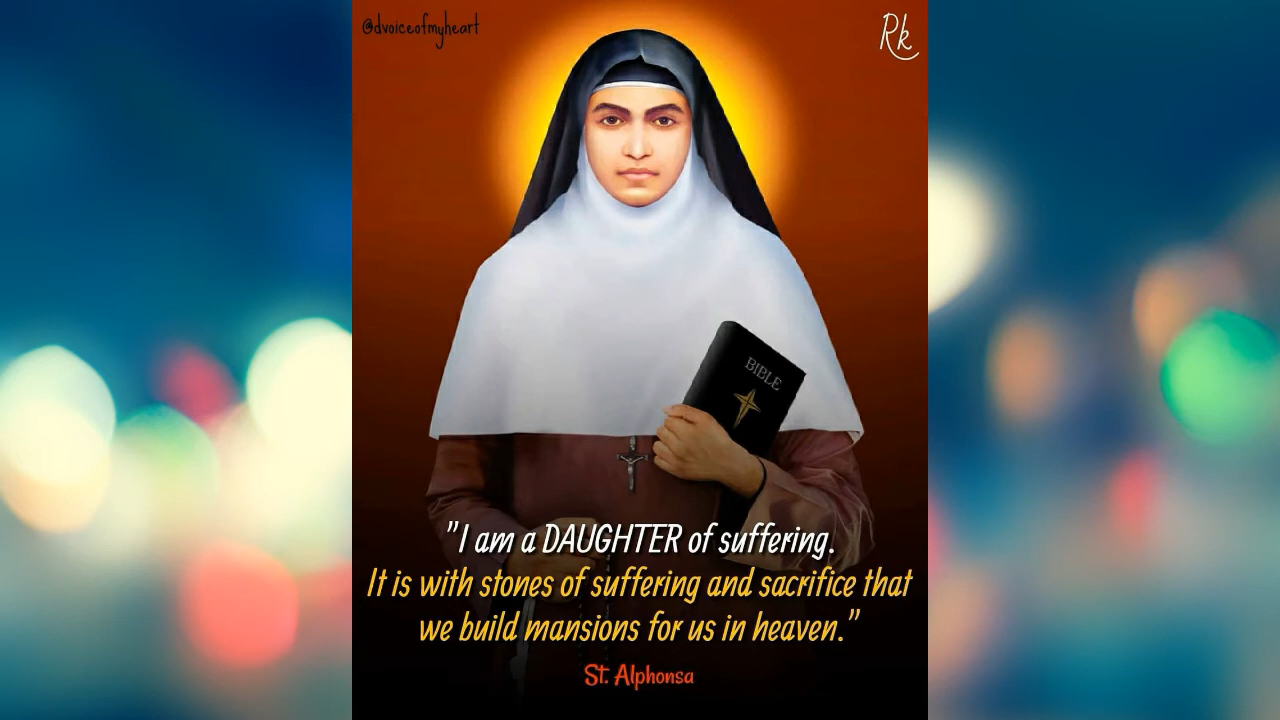 @dvoiceofmyheart
Rk
BIBLE
"I am a DAUGHTER of suffering.
It is with stones of suffering and sacrifice that
we build mansions for us in heaven."
St. Alphonsa